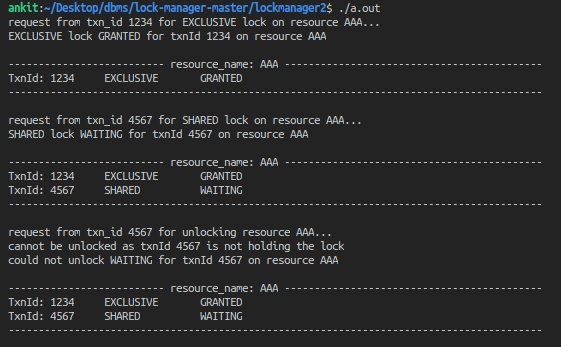 ankit:~/Desktop/dbms/lock-manager-master/lockmanager2$ ./a.out
request from txn_id 1234 for EXCLUSIVE lock on resource AAA...
EXCLUSIVE lock GRANTED for txnId 1234 on resource AAA
-------------------------- resource_name: AAA -------------------------------------------
TxnId: 1234     EXCLUSIVE       GRANTED
-----------------------------------------------------------------------------------------
request from txn_id 4567 for SHARED lock on resource AAA...
SHARED lock WAITING for txnId 4567 on resource AAA
-------------------------- resource_name: AAA -------------------------------------------
TxnId: 1234     EXCLUSIVE       GRANTED
TxnId: 4567     SHARED          WAITING
-----------------------------------------------------------------------------------------
request from txn_id 4567 for unlocking resource AAA...
cannot be unlocked as txnId 4567 is not holding the lock
could not unlock WAITING for txnId 4567 on resource AAA
-------------------------- resource_name: AAA -------------------------------------------
TxnId: 1234     EXCLUSIVE       GRANTED
TxnId: 4567     SHARED          WAITING
-----------------------------------------------------------------------------------------